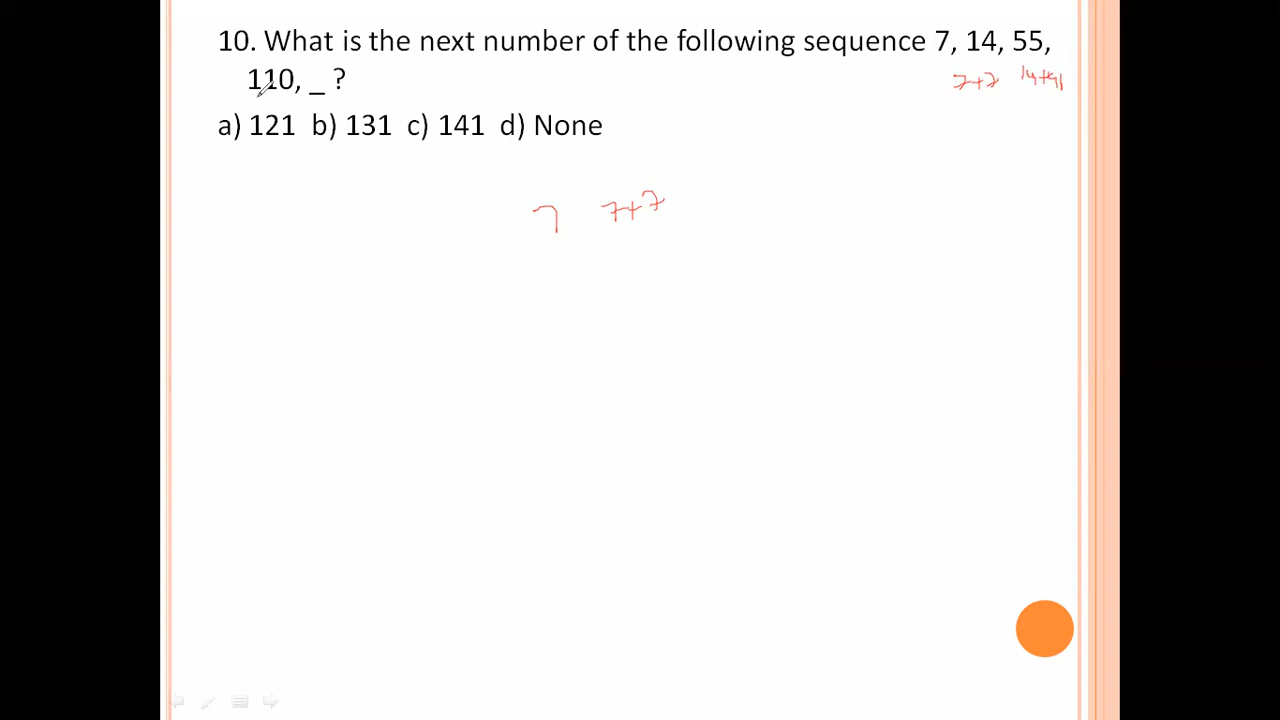 10. What is the next number of the following sequence 7, 14, 55,
110, _ ?
7+7 14+41
a) 121 b) 131 c) 141 d) None
7 7+7